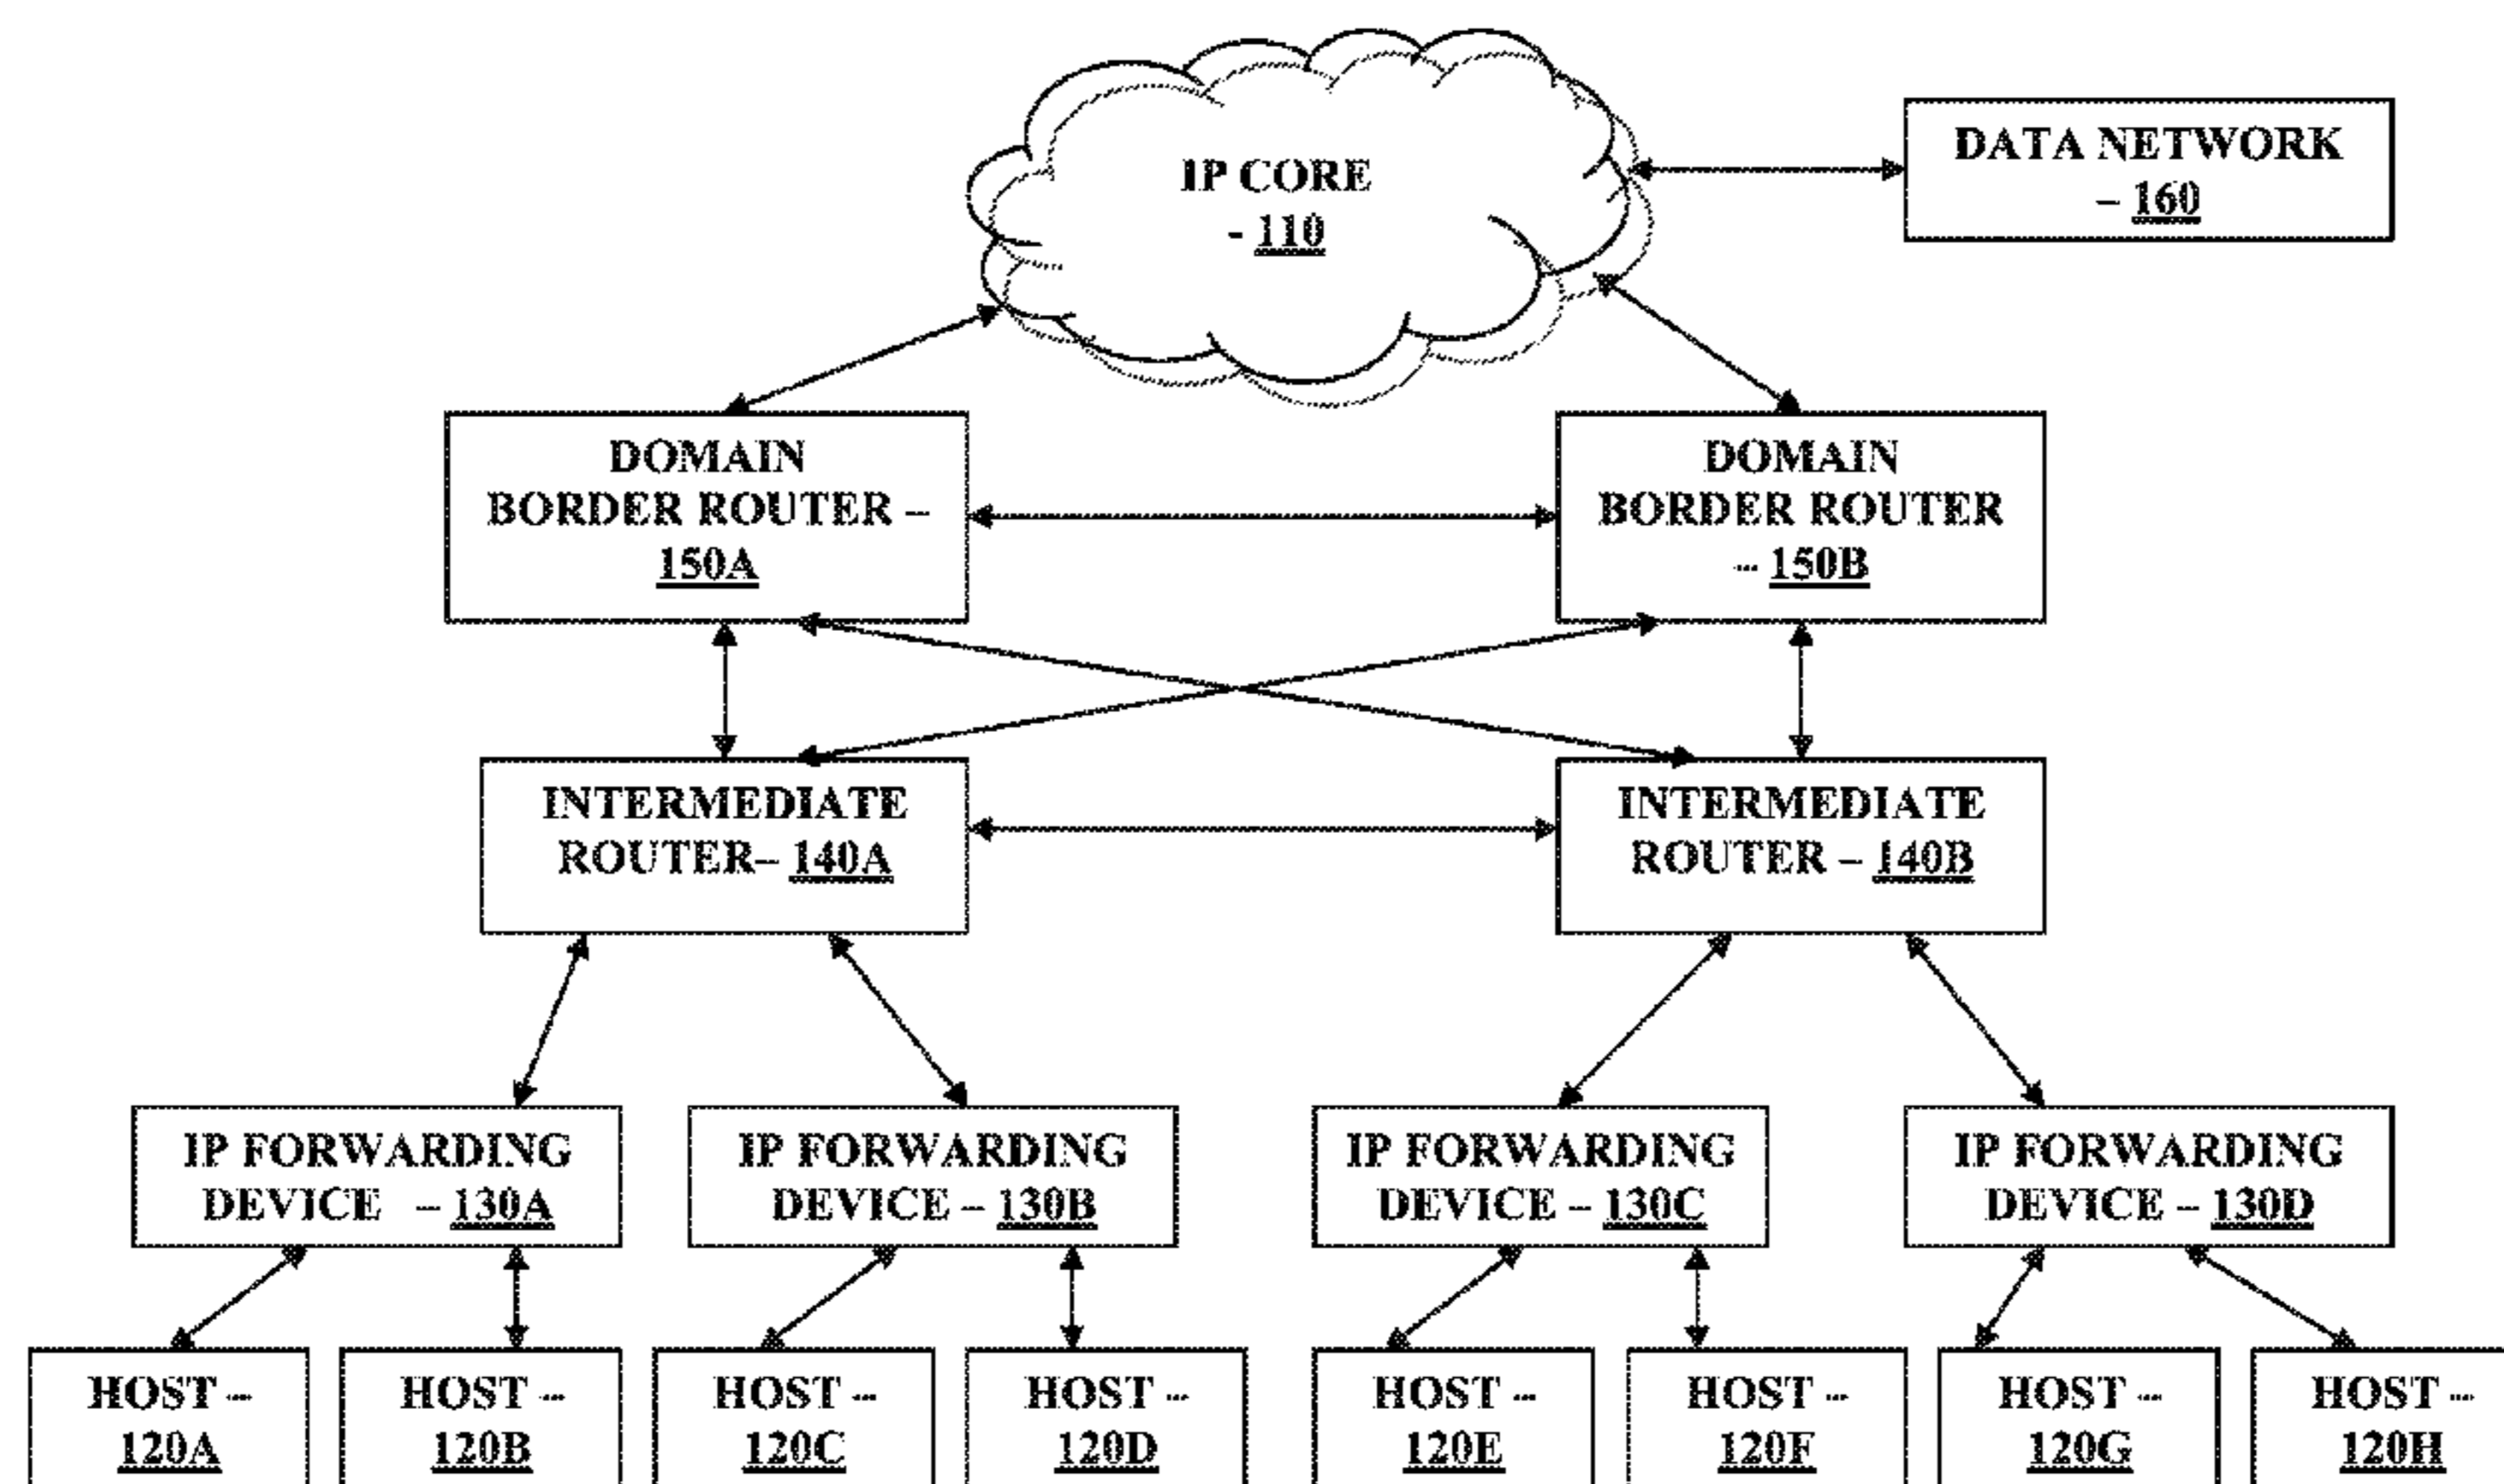 IP CORE
- 110
DATA NETWORK
– 160
DOMAIN
BORDER ROUTER –
150A
DOMAIN
BORDER ROUTER
– 150B
INTERMEDIATE
ROUTER– 140A
INTERMEDIATE
ROUTER – 140B
IP FORWARDING
DEVICE – 130A
IP FORWARDING
DEVICE – 130B
IP FORWARDING
DEVICE – 130C
IP FORWARDING
DEVICE – 130D
HOST –
120A
HOST –
120B
HOST –
120C
HOST –
120D
HOST –
120E
HOST –
120F
HOST –
120G
HOST –
120H